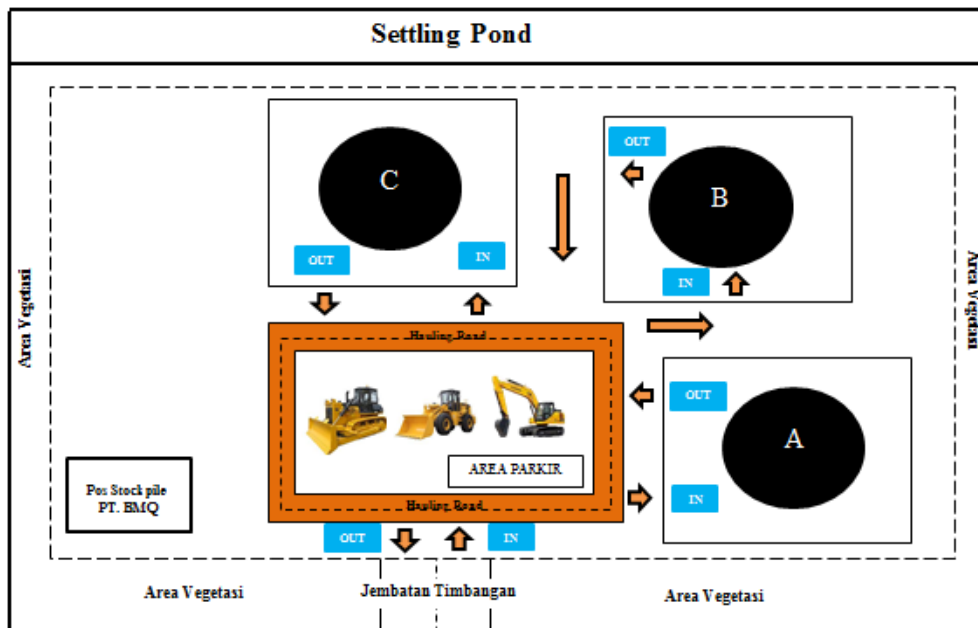 Settling Pond
C
OUT
IN
OUT
B
IN
Area Vegetasi
Area Vegetasi
Hauling Road
AREA PARKIR
Hauling Road
OUT
A
IN
Pos Stock pile
PT. BMQ
OUT
IN
Area Vegetasi
Jembatan Timbangan
Area Vegetasi